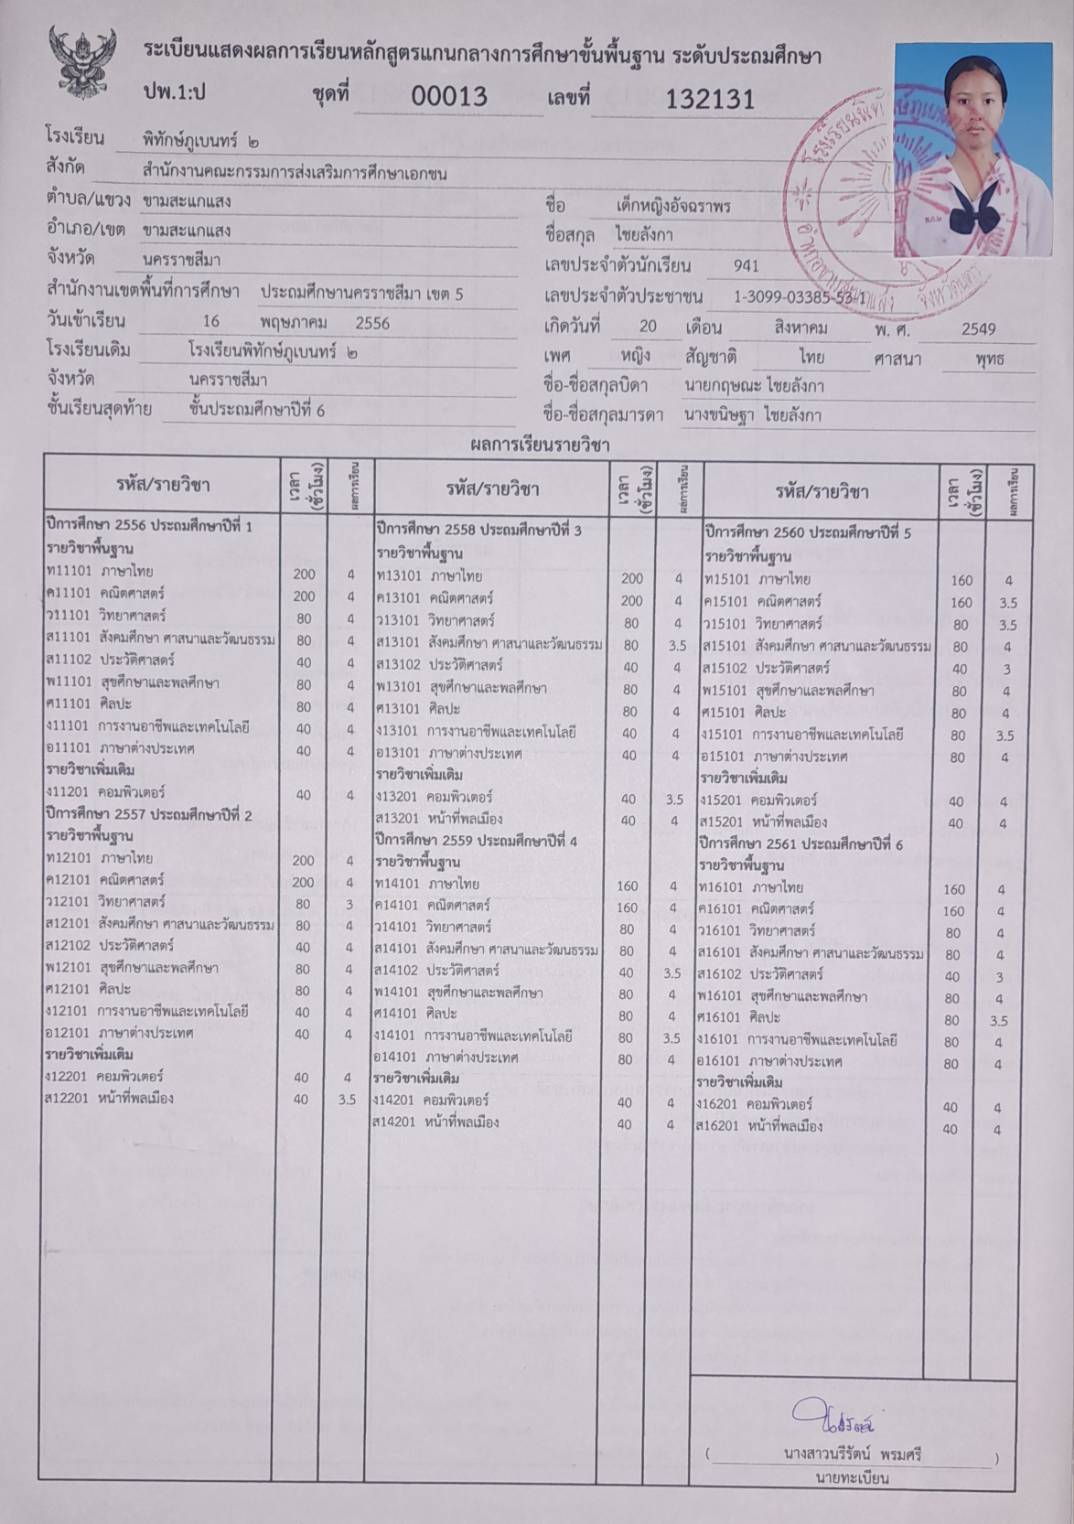 ระเบียนแสดงผลการเรียนหลักสูตรแกนกลางการศึกษาขั้นพื้นฐาน ระดับประถมศึกษา
ปพ.1:ป ชุดที่ 00013 เลขที่ 132131
โรงเรียน พิทักษ์ภูเบนทร์ ๒
สังกัด สำนักงานคณะกรรมการส่งเสริมการศึกษาเอกชน
ตำบล/แขวง ขามสะแกแสง
อำเภอ/เขต ขามสะแกแสง
จังหวัด นครราชสีมา
สำนักงานเขตพื้นที่การศึกษา ประถมศึกษานครราชสีมา เขต 5
วันเข้าเรียน 16 พฤษภาคม 2556
โรงเรียนเดิม โรงเรียนพิทักษ์ภูเบนทร์ ๒
จังหวัด นครราชสีมา
ชั้นเรียนสุดท้าย ชั้นประถมศึกษาปีที่ 6
ชื่อ เด็กหญิงอัจฉราพร
ชื่อสกุล ไชยลังกา
เลขประจำตัวนักเรียน 941
เลขประจำตัวประชาชน 1-3099-03385-53-1
เกิดวันที่ 20 เดือน สิงหาคม พ. ศ. 2549
เพศ หญิง สัญชาติ ไทย ศาสนา พุทธ
ชื่อ-ชื่อสกุลบิดา นายกฤษณะ ไชยลังกา
ชื่อ-ชื่อสกุลมารดา นางขนิษฐา ไชยลังกา
ผลการเรียนรายวิชา
รหัส/รายวิชา เวลา (ชั่วโมง) ผลการเรียน
ปีการศึกษา 2556 ประถมศึกษาปีที่ 1
รายวิชาพื้นฐาน
ท11101 ภาษาไทย 200 4
ค11101 คณิตศาสตร์ 200 4
ว11101 วิทยาศาสตร์ 80 4
ส11101 สังคมศึกษา ศาสนาและวัฒนธรรม 80 4
ส11102 ประวัติศาสตร์ 40 4
พ11101 สุขศึกษาและพลศึกษา 80 4
ศ11101 ศิลปะ 80 4
ง11101 การงานอาชีพและเทคโนโลยี 40 4
อ11101 ภาษาต่างประเทศ 40 4
รายวิชาเพิ่มเติม
ง11201 คอมพิวเตอร์ 40 4
ปีการศึกษา 2557 ประถมศึกษาปีที่ 2
รายวิชาพื้นฐาน
ท12101 ภาษาไทย 200 4
ค12101 คณิตศาสตร์ 200 4
ว12101 วิทยาศาสตร์ 80 3
ส12101 สังคมศึกษา ศาสนาและวัฒนธรรม 80 4
ส12102 ประวัติศาสตร์ 40 4
พ12101 สุขศึกษาและพลศึกษา 80 4
ศ12101 ศิลปะ 80 4
ง12101 การงานอาชีพและเทคโนโลยี 40 4
อ12101 ภาษาต่างประเทศ 40 4
รายวิชาเพิ่มเติม
ง12201 คอมพิวเตอร์ 40 4
ส12201 หน้าที่พลเมือง 40 3.5
รหัส/รายวิชา เวลา (ชั่วโมง) ผลการเรียน
ปีการศึกษา 2558 ประถมศึกษาปีที่ 3
รายวิชาพื้นฐาน
ท13101 ภาษาไทย 200 4
ค13101 คณิตศาสตร์ 200 4
ว13101 วิทยาศาสตร์ 80 4
ส13101 สังคมศึกษา ศาสนาและวัฒนธรรม 80 3.5
ส13102 ประวัติศาสตร์ 40 4
พ13101 สุขศึกษาและพลศึกษา 80 4
ศ13101 ศิลปะ 80 4
ง13101 การงานอาชีพและเทคโนโลยี 40 4
อ13101 ภาษาต่างประเทศ 40 4
รายวิชาเพิ่มเติม
ง13201 คอมพิวเตอร์ 40 3.5
ส13201 หน้าที่พลเมือง 40 4
ปีการศึกษา 2559 ประถมศึกษาปีที่ 4
รายวิชาพื้นฐาน
ท14101 ภาษาไทย 160 4
ค14101 คณิตศาสตร์ 160 4
ว14101 วิทยาศาสตร์ 80 4
ส14101 สังคมศึกษา ศาสนาและวัฒนธรรม 80 4
ส14102 ประวัติศาสตร์ 40 3.5
พ14101 สุขศึกษาและพลศึกษา 80 4
ศ14101 ศิลปะ 80 4
ง14101 การงานอาชีพและเทคโนโลยี 80 3.5
อ14101 ภาษาต่างประเทศ 80 4
รายวิชาเพิ่มเติม
ง14201 คอมพิวเตอร์ 40 4
ส14201 หน้าที่พลเมือง 40 4
รหัส/รายวิชา เวลา (ชั่วโมง) ผลการเรียน
ปีการศึกษา 2560 ประถมศึกษาปีที่ 5
รายวิชาพื้นฐาน
ท15101 ภาษาไทย 160 4
ค15101 คณิตศาสตร์ 160 3.5
ว15101 วิทยาศาสตร์ 80 3.5
ส15101 สังคมศึกษา ศาสนาและวัฒนธรรม 80 4
ส15102 ประวัติศาสตร์ 40 3
พ15101 สุขศึกษาและพลศึกษา 80 4
ศ15101 ศิลปะ 80 4
ง15101 การงานอาชีพและเทคโนโลยี 80 3.5
อ15101 ภาษาต่างประเทศ 80 4
รายวิชาเพิ่มเติม
ง15201 คอมพิวเตอร์ 40 4
ส15201 หน้าที่พลเมือง 40 4
ปีการศึกษา 2561 ประถมศึกษาปีที่ 6
รายวิชาพื้นฐาน
ท16101 ภาษาไทย 160 4
ค16101 คณิตศาสตร์ 160 4
ว16101 วิทยาศาสตร์ 80 4
ส16101 สังคมศึกษา ศาสนาและวัฒนธรรม 80 4
ส16102 ประวัติศาสตร์ 40 3
พ16101 สุขศึกษาและพลศึกษา 80 4
ศ16101 ศิลปะ 80 3.5
ง16101 การงานอาชีพและเทคโนโลยี 80 4
อ16101 ภาษาต่างประเทศ 80 4
รายวิชาเพิ่มเติม
ง16201 คอมพิวเตอร์ 40 4
ส16201 หน้าที่พลเมือง 40 4
( นางสาวนรีรัตน์ พรมศรี )
นายทะเบียน